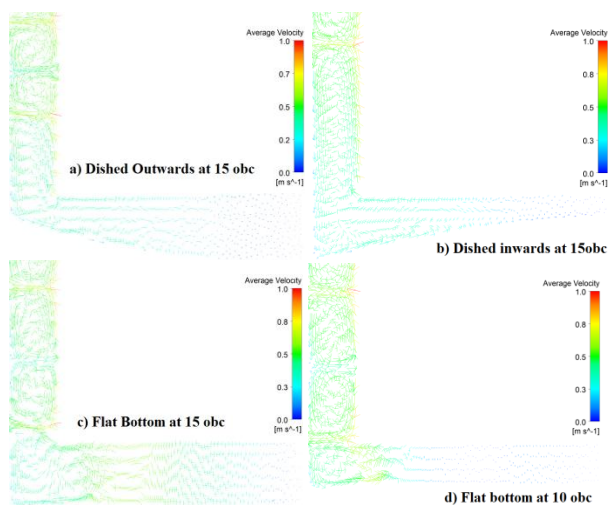 Average Velocity
1.0
0.7
0.5
0.2
0.0
[m s^-1]
a) Dished Outwards at 15 obc
Average Velocity
1.0
0.7
0.5
0.2
0.0
[m s^-1]
b) Dished inwards at 15obc
Average Velocity
1.0
0.8
0.5
0.3
0.0
[m s^-1]
c) Flat Bottom at 15 obc
Average Velocity
1.0
0.8
0.5
0.3
0.0
[m s^-1]
d) Flat bottom at 10 obc